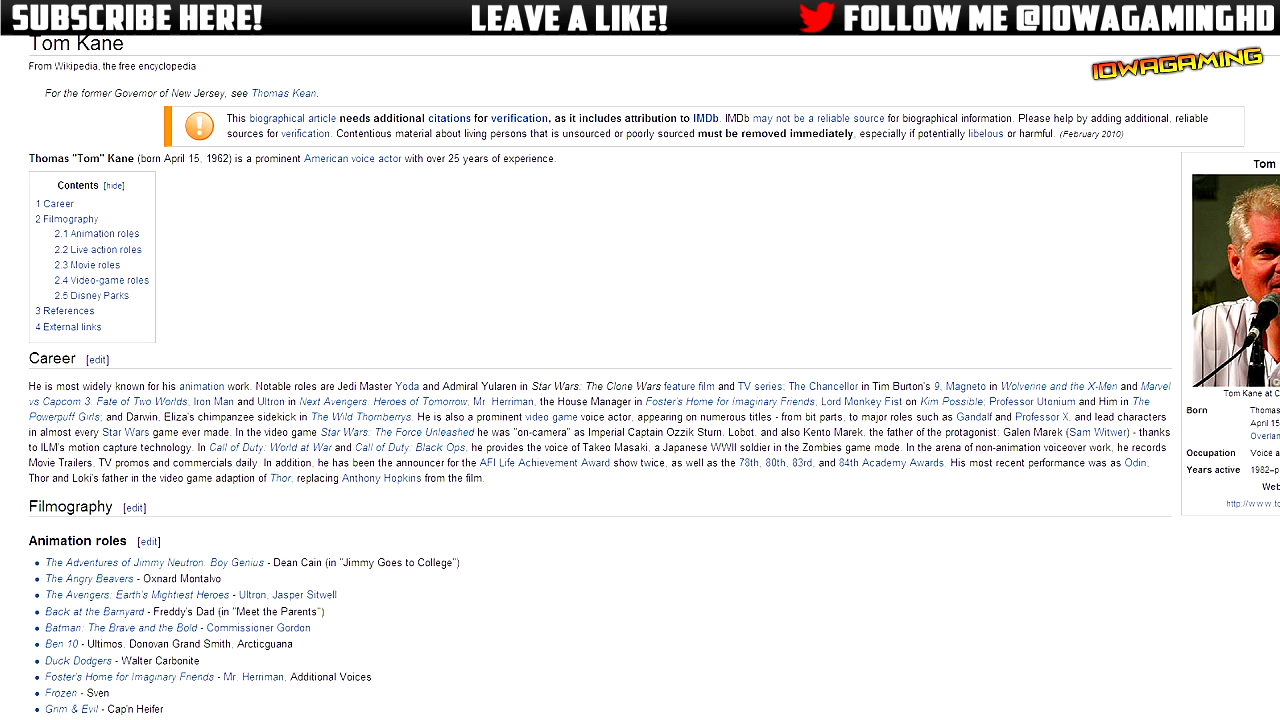 SUBSCRIBE HERE!
LEAVE A LIKE!
FOLLOW ME @IOWAGAMINGHD
Tom Kane
IOWAGAMING
From Wikipedia, the free encyclopedia
For the former Governor of New Jersey, see Thomas Kean.
This biographical article needs additional citations for verification, as it includes attribution to IMDb. IMDb may not be a reliable source for biographical information. Please help by adding additional, reliable
sources for verification. Contentious material about living persons that is unsourced or poorly sourced must be removed immediately, especially if potentially libelous or harmful. (February 2010)
Thomas "Tom" Kane (born April 15, 1962) is a prominent American voice actor with over 25 years of experience.
Contents [hide]
1 Career
2 Filmography
2.1 Animation roles
2.2 Live action roles
2.3 Movie roles
2.4 Video-game roles
2.5 Disney Parks
3 References
4 External links
Career [edit]
He is most widely known for his animation work. Notable roles are Jedi Master Yoda and Admiral Yularen in Star Wars: The Clone Wars feature film and TV series; The Chancellor in Tim Burton's 9, Magneto in Wolverine and the X-Men and Marvel
vs Capcom 3: Fate of Two Worlds, Iron Man and Ultron in Next Avengers: Heroes of Tomorrow, Mr. Herriman, the House Manager in Foster's Home for Imaginary Friends; Lord Monkey Fist on Kim Possible; Professor Utonium and Him in The
Powerpuff Girls; and Darwin, Eliza's chimpanzee sidekick in The Wild Thornberrys. He is also a prominent video game voice actor, appearing on numerous titles - from bit parts, to major roles such as Gandalf and Professor X, and lead characters
in almost every Star Wars game ever made. In the video game Star Wars: The Force Unleashed he was "on-camera" as Imperial Captain Ozzik Sturn, Lobot, and also Kento Marek, the father of the protagonist: Galen Marek (Sam Witwer) - thanks
to ILM's motion capture technology. In Call of Duty: World at War and Call of Duty: Black Ops, he provides the voice of Takeo Masaki, a Japanese WWII soldier in the Zombies game mode. In the arena of non-animation voiceover work, he records
Movie Trailers, TV promos and commercials daily. In addition, he has been the announcer for the AFI Life Achievement Award show twice, as well as the 78th, 80th, 83rd, and 84th Academy Awards. His most recent performance was as Odin,
Thor and Loki's father in the video game adaption of Thor, replacing Anthony Hopkins from the film.
Filmography [edit]
Animation roles [edit]
The Adventures of Jimmy Neutron: Boy Genius - Dean Cain (in "Jimmy Goes to College")
The Angry Beavers - Oxnard Montalvo
The Avengers: Earth's Mightiest Heroes - Ultron, Jasper Sitwell
Back at the Barnyard - Freddy's Dad (in "Meet the Parents")
Batman: The Brave and the Bold - Commissioner Gordon
Ben 10 - Ultimos, Donovan Grand Smith, Arcticguana
Duck Dodgers - Walter Carbonite
Foster's Home for Imaginary Friends - Mr. Herriman, Additional Voices
Frozen - Sven
Grim & Evil - Cap'n Heifer
Tom
Tom Kane at C
Born Thomas
April 15
Overlan
Occupation Voice a
Years active 1982–p
Web
http://www.to